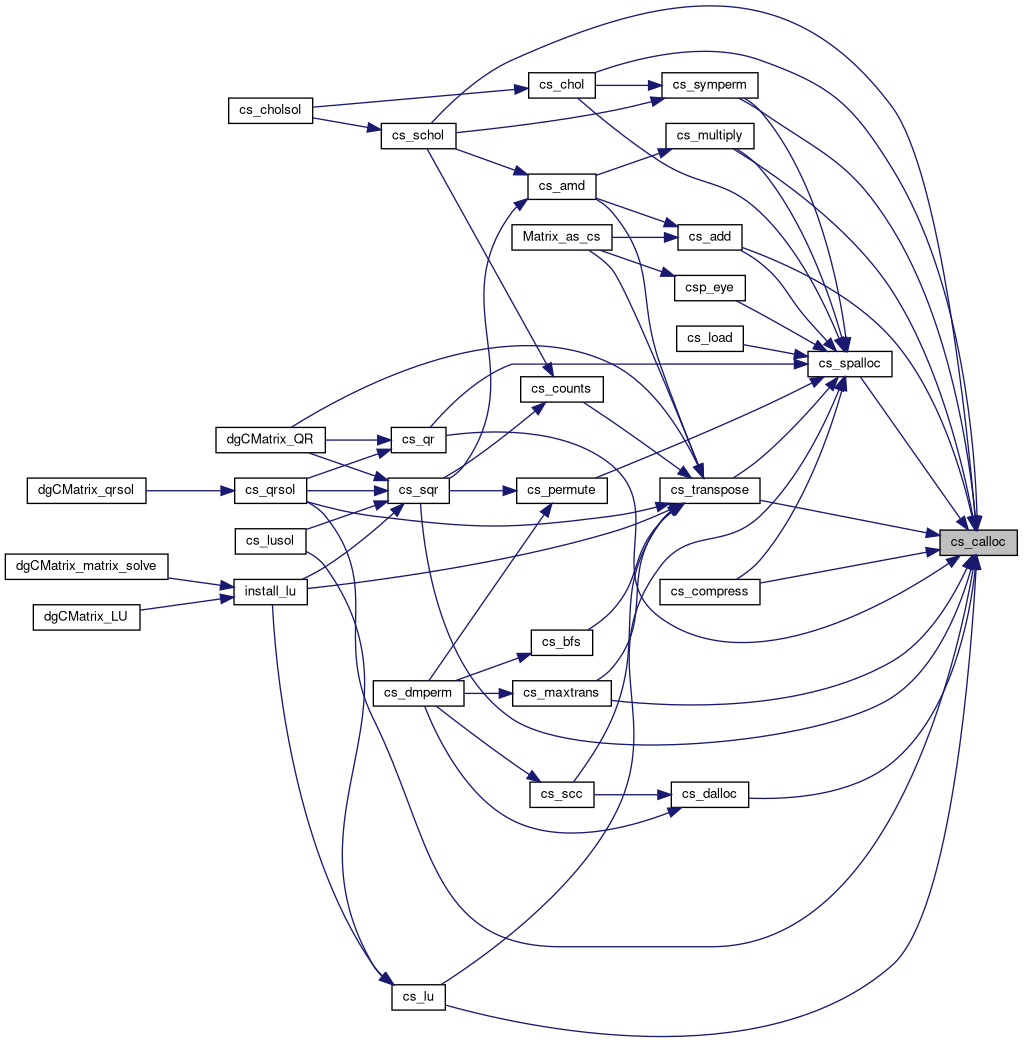 cs_chol
cs_symperm
cs_cholsol
cs_schol
cs_multiply
cs_amd
Matrix_as_cs
cs_add
csp_eye
cs_load
cs_spalloc
cs_counts
dgCMatrix_QR
cs_qr
dgCMatrix_qrsol
cs_qrsol
cs_sqr
cs_permute
cs_transpose
cs_lusol
cs_calloc
dgCMatrix_matrix_solve
install_lu
cs_compress
dgCMatrix_LU
cs_bfs
cs_dmperm
cs_maxtrans
cs_scc
cs_dalloc
cs_lu